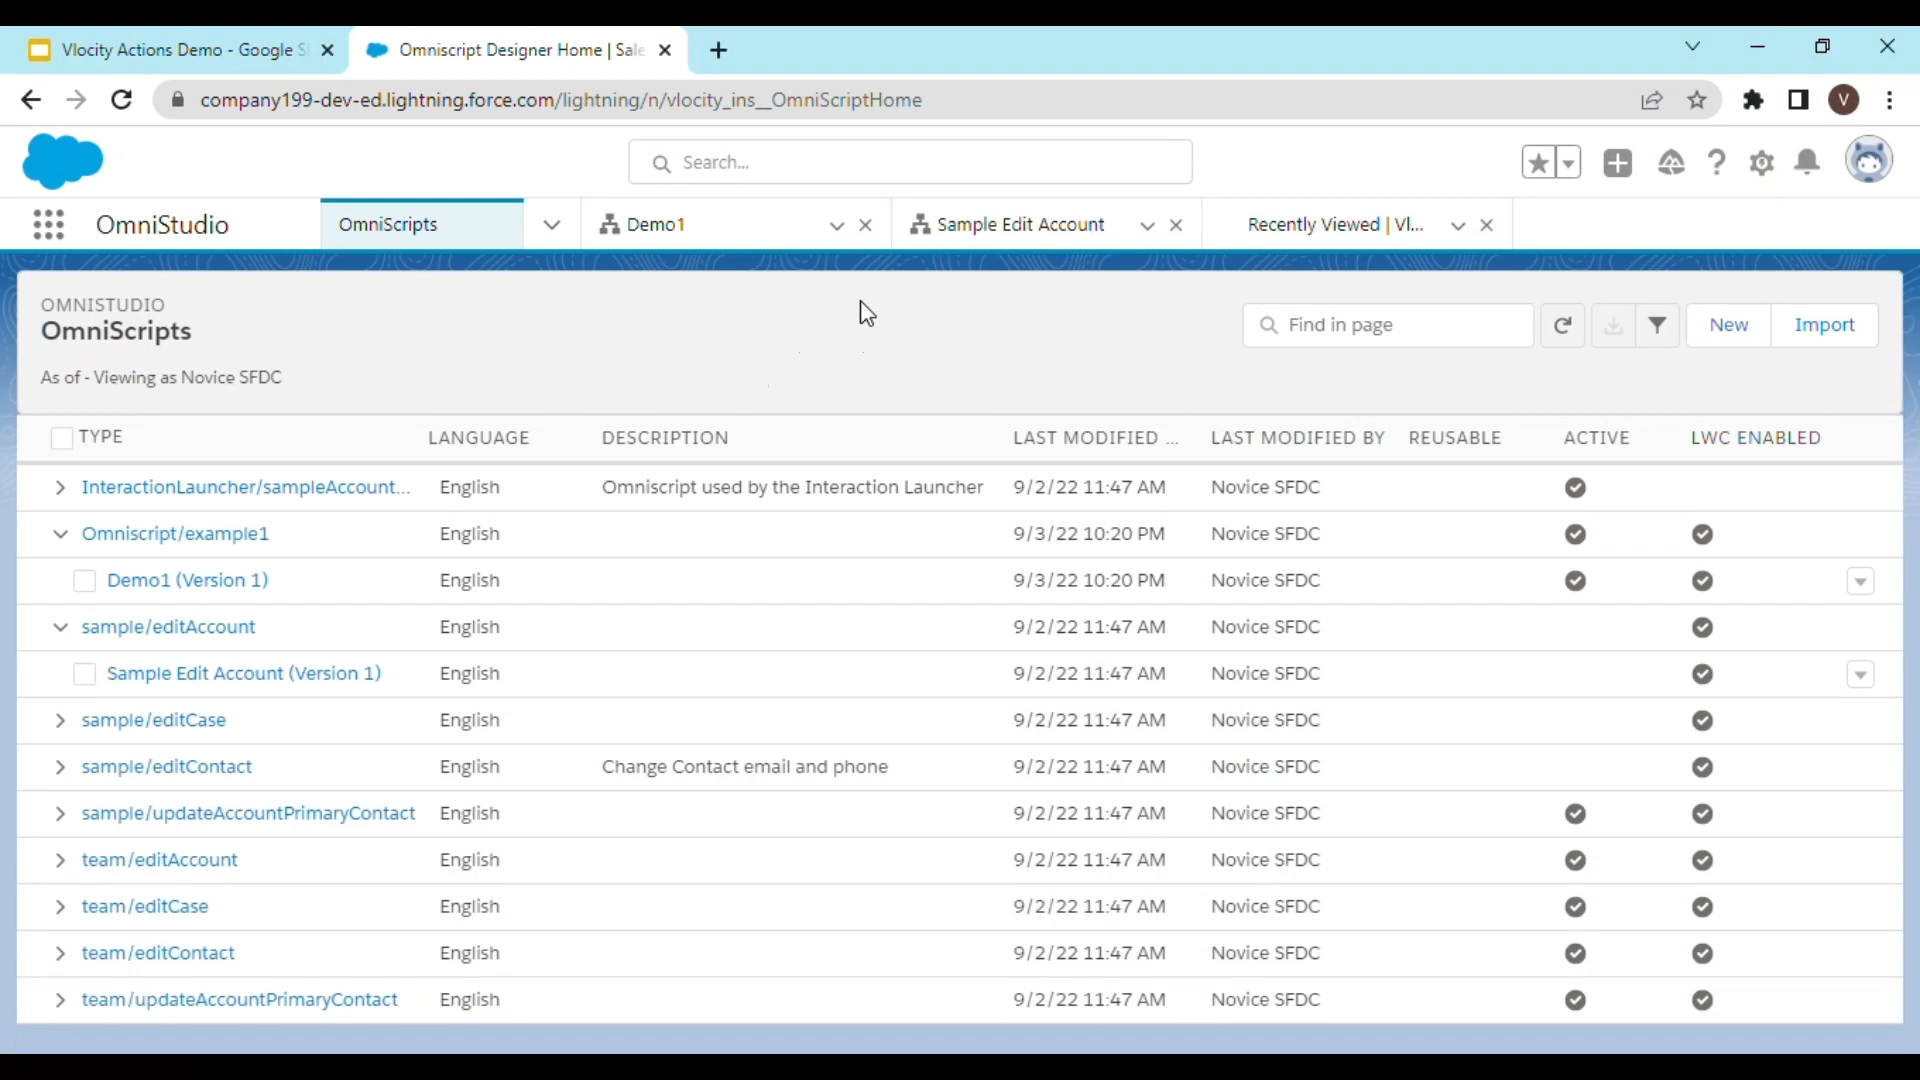 Vlocity Actions Demo - Google S
Omniscript Designer Home | Sale
company199-dev-ed.lightning.force.com/lightning/n/vlocity_ins__OmniScriptHome
V
Search...
OmniStudio
OmniScripts
Demo1
Sample Edit Account
Recently Viewed | Vl...
OMNISTUDIO
OmniScripts
As of - Viewing as Novice SFDC
Find in page
New
Import
TYPE LANGUAGE DESCRIPTION LAST MODIFIED ... LAST MODIFIED BY REUSABLE ACTIVE LWC ENABLED
InteractionLauncher/sampleAccount... English Omniscript used by the Interaction Launcher 9/2/22 11:47 AM Novice SFDC
Omniscript/example1 English 9/3/22 10:20 PM Novice SFDC
Demo1 (Version 1) English 9/3/22 10:20 PM Novice SFDC
sample/editAccount English 9/2/22 11:47 AM Novice SFDC
Sample Edit Account (Version 1) English 9/2/22 11:47 AM Novice SFDC
sample/editCase English 9/2/22 11:47 AM Novice SFDC
sample/editContact English Change Contact email and phone 9/2/22 11:47 AM Novice SFDC
sample/updateAccountPrimaryContact English 9/2/22 11:47 AM Novice SFDC
team/editAccount English 9/2/22 11:47 AM Novice SFDC
team/editCase English 9/2/22 11:47 AM Novice SFDC
team/editContact English 9/2/22 11:47 AM Novice SFDC
team/updateAccountPrimaryContact English 9/2/22 11:47 AM Novice SFDC